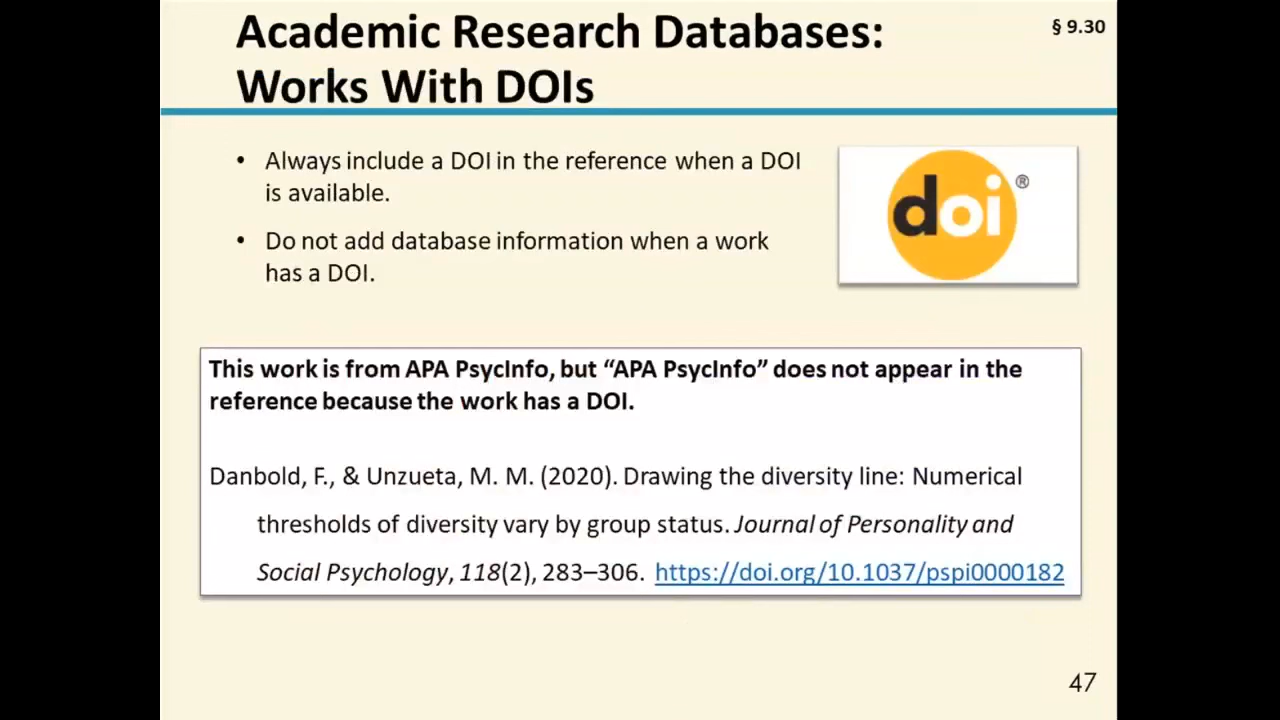 Academic Research Databases:
§ 9.30
Works With DOIs
• Always include a DOI in the reference when a DOI
is available.
• Do not add database information when a work
has a DOI.
doi®
This work is from APA PsycInfo, but “APA PsycInfo” does not appear in the
reference because the work has a DOI.
Danbold, F., & Unzueta, M. M. (2020). Drawing the diversity line: Numerical
thresholds of diversity vary by group status. Journal of Personality and
Social Psychology, 118(2), 283–306. https://doi.org/10.1037/pspi0000182
47